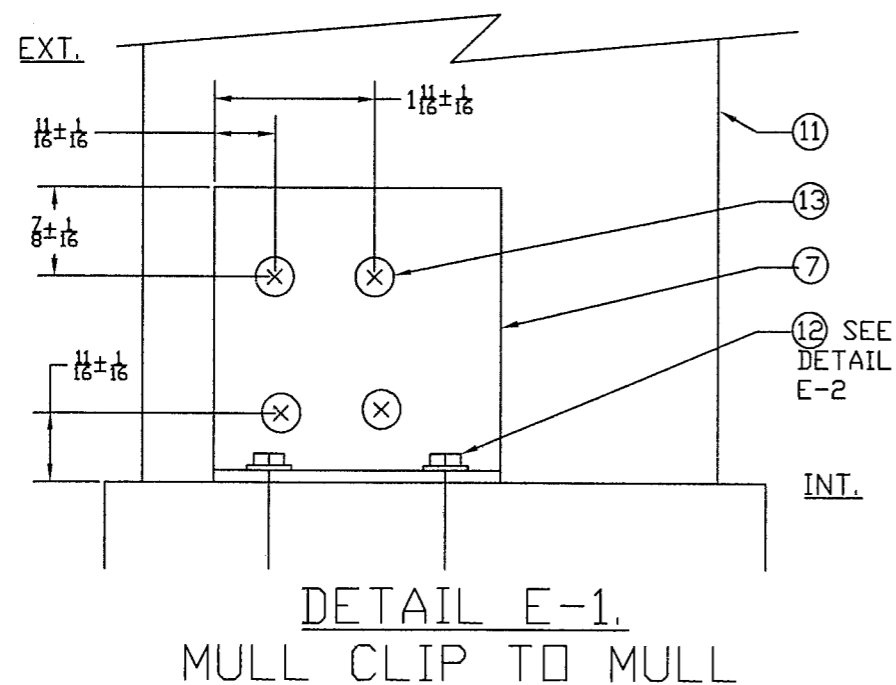 EXT.
1 11/16±1/16
11/16±1/16
11
13
7/8±1/16
7
12 SEE
DETAIL
E-2
11/16±1/16
INT.
DETAIL E-1.
MULL CLIP TO MULL